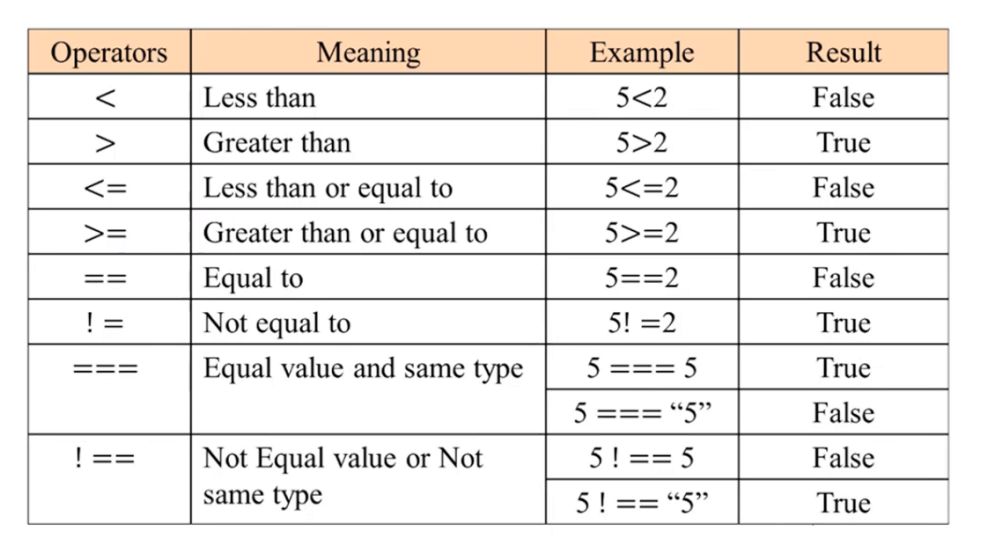 Operators Meaning Example Result
< Less than 5<2 False
> Greater than 5>2 True
<= Less than or equal to 5<=2 False
>= Greater than or equal to 5>=2 True
== Equal to 5==2 False
! = Not equal to 5! =2 True
=== Equal value and same type 5 === 5 True
5 === “5” False
! == Not Equal value or Not 5 ! == 5 False
same type 5 ! == “5” True